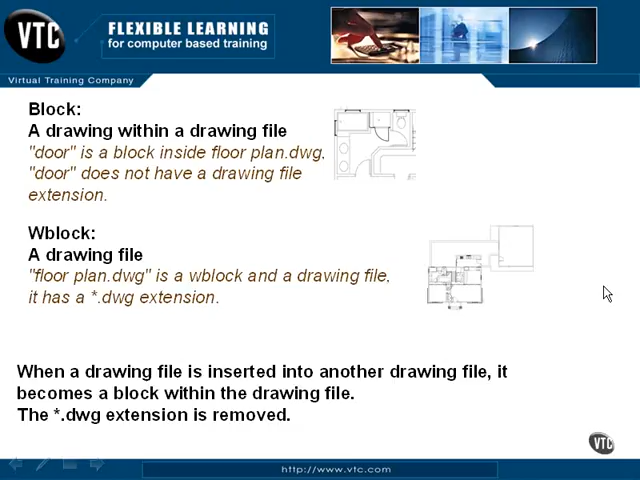 VTC
FLEXIBLE LEARNING
for computer based training
Virtual Training Company
Block:
A drawing within a drawing file
"door" is a block inside floor plan.dwg,
"door" does not have a drawing file
extension.
Wblock:
A drawing file
"floor plan.dwg" is a wblock and a drawing file,
it has a *.dwg extension.
When a drawing file is inserted into another drawing file, it
becomes a block within the drawing file.
The *.dwg extension is removed.
VTC
http://www.vtc.com